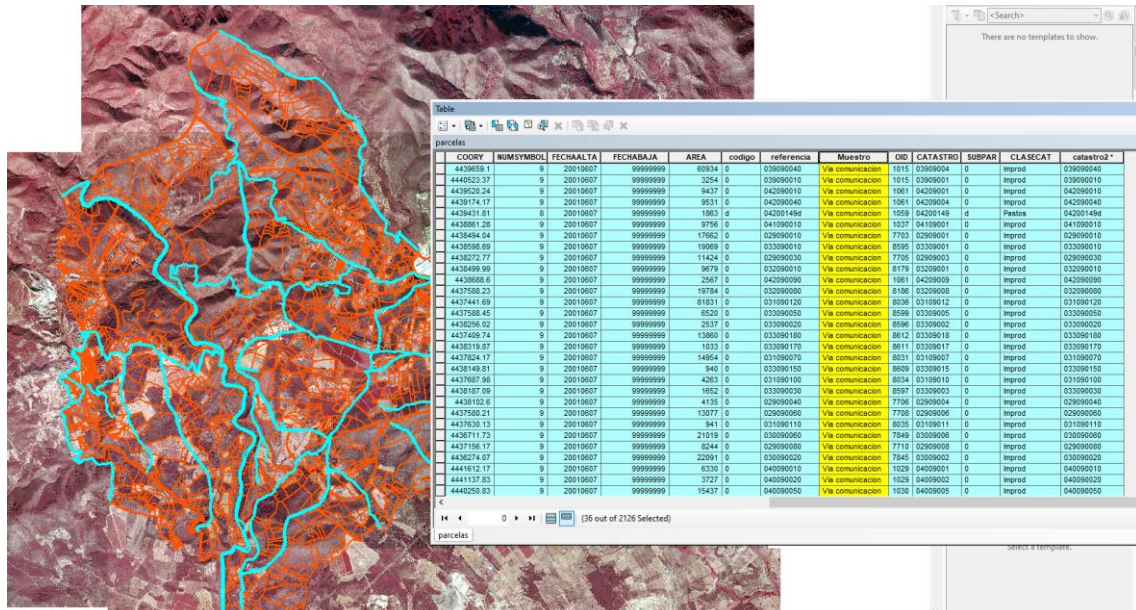 <Search>
There are no templates to show.
Table
parcelas
COORY NUMSYMBOL FECHAALTA FECHABAJA AREA codigo referencia Muestro OID CATASTRO SUBPAR CLASECAT catastro2 *
4439659.1 9 20010607 99999999 60934 0 039090040 Via comunicacion 1015 03909004 0 Improd 039090040
4440523.37 9 20010607 99999999 3254 0 039090010 Via comunicacion 1015 03909001 0 Improd 039090010
4439520.24 9 20010607 99999999 9437 0 042090010 Via comunicacion 1061 04209001 0 Improd 042090010
4439174.17 9 20010607 99999999 9531 0 042090040 Via comunicacion 1061 04209004 0 Improd 042090040
4439431.81 8 20010607 99999999 1863 d 04200149d Via comunicacion 1059 04200149 d Pastos 04200149d
4438861.28 9 20010607 99999999 9756 0 041090010 Via comunicacion 1037 04109001 0 Improd 041090010
4438494.04 9 20010607 99999999 17662 0 029090010 Via comunicacion 7703 02909001 0 Improd 029090010
4438598.69 9 20010607 99999999 19069 0 033090010 Via comunicacion 8595 03309001 0 Improd 033090010
4438272.77 9 20010607 99999999 11424 0 029090030 Via comunicacion 7705 02909003 0 Improd 029090030
4438499.99 9 20010607 99999999 9679 0 032090010 Via comunicacion 8179 03209001 0 Improd 032090010
4438688.6 9 20010607 99999999 2567 0 042090090 Via comunicacion 1061 04209009 0 Improd 042090090
4437588.23 9 20010607 99999999 19784 0 032090080 Via comunicacion 8186 03209008 0 Improd 032090080
4437441.69 9 20010607 99999999 81831 0 031090120 Via comunicacion 8036 03109012 0 Improd 031090120
4437588.45 9 20010607 99999999 6520 0 033090050 Via comunicacion 8599 03309005 0 Improd 033090050
4438256.02 9 20010607 99999999 2537 0 033090020 Via comunicacion 8596 03309002 0 Improd 033090020
4437409.74 9 20010607 99999999 13860 0 033090180 Via comunicacion 8612 03309018 0 Improd 033090180
4438319.87 9 20010607 99999999 1033 0 033090170 Via comunicacion 8611 03309017 0 Improd 033090170
4437824.17 9 20010607 99999999 14954 0 031090070 Via comunicacion 8031 03109007 0 Improd 031090070
4438149.81 9 20010607 99999999 940 0 033090150 Via comunicacion 8609 03309015 0 Improd 033090150
4437687.98 9 20010607 99999999 4263 0 031090100 Via comunicacion 8034 03109010 0 Improd 031090100
4438187.09 9 20010607 99999999 1652 0 033090030 Via comunicacion 8597 03309003 0 Improd 033090030
4438102.6 9 20010607 99999999 4135 0 029090040 Via comunicacion 7706 02909004 0 Improd 029090040
4437580.21 9 20010607 99999999 13077 0 029090060 Via comunicacion 7708 02909006 0 Improd 029090060
4437630.13 9 20010607 99999999 941 0 031090110 Via comunicacion 8035 03109011 0 Improd 031090110
4436711.73 9 20010607 99999999 21019 0 030090060 Via comunicacion 7849 03009006 0 Improd 030090060
4437156.17 9 20010607 99999999 8244 0 029090080 Via comunicacion 7710 02909008 0 Improd 029090080
4436274.07 9 20010607 99999999 22091 0 030090020 Via comunicacion 7845 03009002 0 Improd 030090020
4441612.17 9 20010607 99999999 6330 0 040090010 Via comunicacion 1029 04009001 0 Improd 040090010
4441137.83 9 20010607 99999999 3727 0 040090020 Via comunicacion 1029 04009002 0 Improd 040090020
4440250.83 9 20010607 99999999 15437 0 040090050 Via comunicacion 1030 04009005 0 Improd 040090050
0 (36 out of 2126 Selected)
parcelas
Select a template.